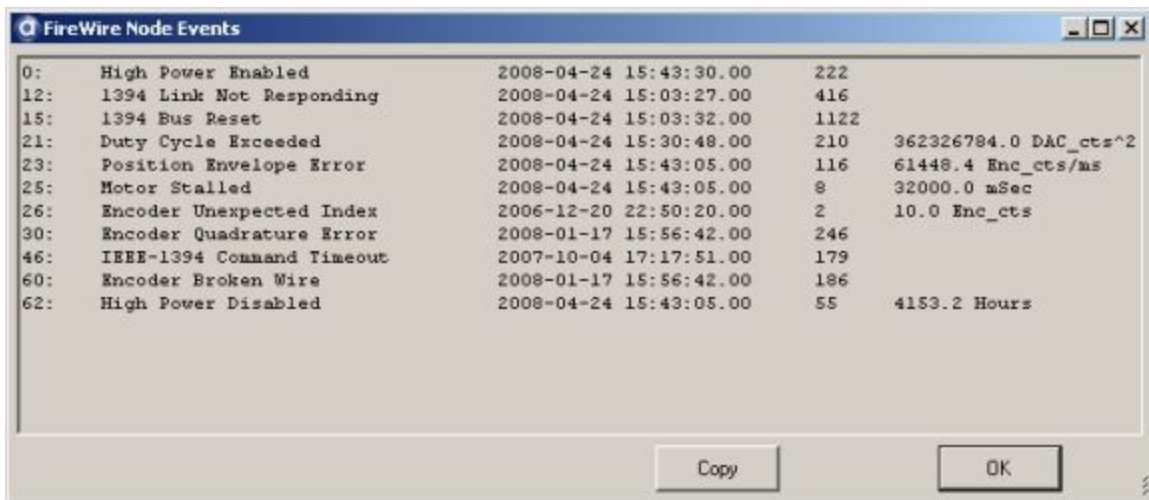 FireWire Node Events
0: High Power Enabled 2008-04-24 15:43:30.00 222
12: 1394 Link Not Responding 2008-04-24 15:03:27.00 416
15: 1394 Bus Reset 2008-04-24 15:03:32.00 1122
21: Duty Cycle Exceeded 2008-04-24 15:30:48.00 210 362326784.0 DAC_cts^2
23: Position Envelope Error 2008-04-24 15:43:05.00 116 61448.4 Enc_cts/ms
25: Motor Stalled 2008-04-24 15:43:05.00 8 32000.0 mSec
26: Encoder Unexpected Index 2006-12-20 22:50:20.00 2 10.0 Enc_cts
30: Encoder Quadrature Error 2008-01-17 15:56:42.00 246
46: IEEE-1394 Command Timeout 2007-10-04 17:17:51.00 179
60: Encoder Broken Wire 2008-01-17 15:56:42.00 186
62: High Power Disabled 2008-04-24 15:43:05.00 55 4153.2 Hours
Copy OK